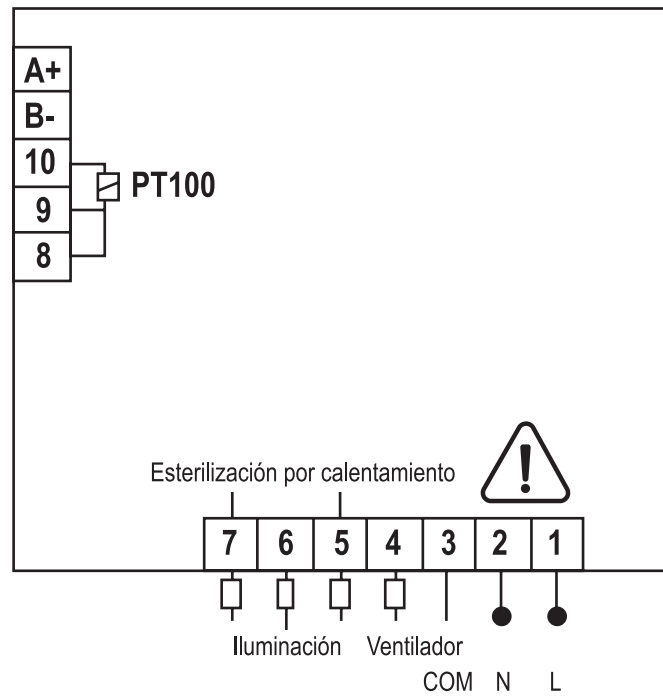 A+
B-
10
PT100
9
8
Esterilización por calentamiento
7 6 5 4 3 2 1
Iluminación Ventilador
COM N L